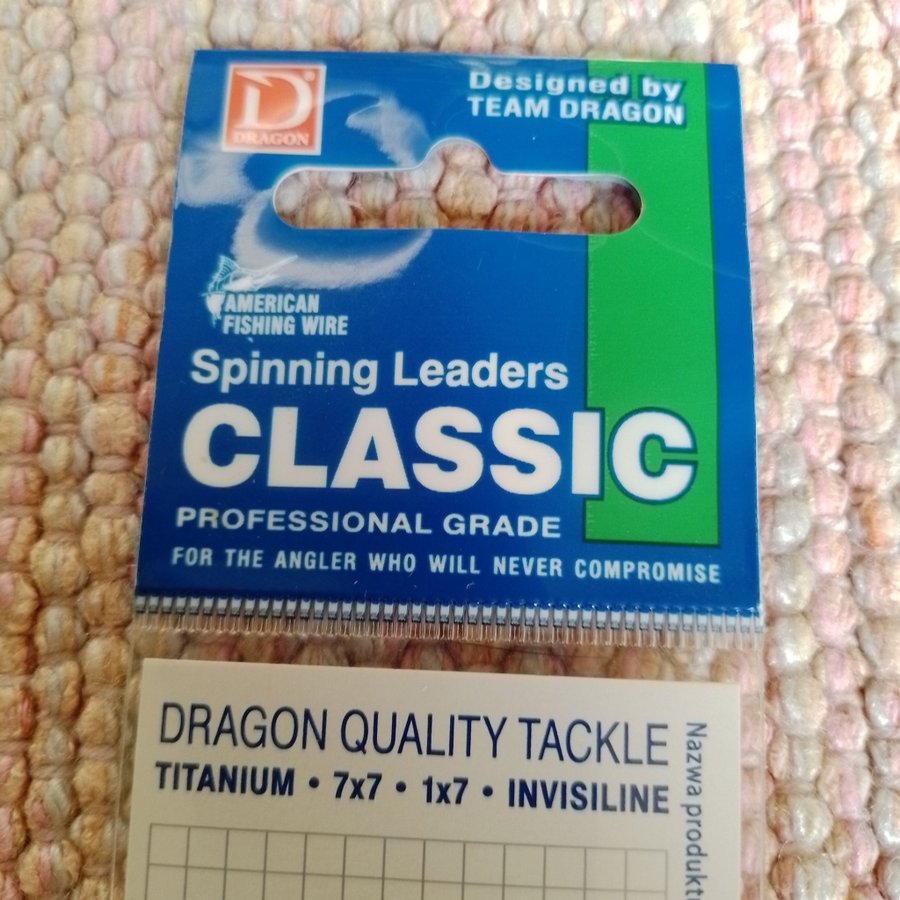 D®
DRAGON
Designed by
TEAM DRAGON
AMERICAN
FISHING WIRE
Spinning Leaders
CLASSIC
PROFESSIONAL GRADE
FOR THE ANGLER WHO WILL NEVER COMPROMISE
DRAGON QUALITY TACKLE
TITANIUM • 7x7 • 1x7 • INVISILINE
Nazwa produktu